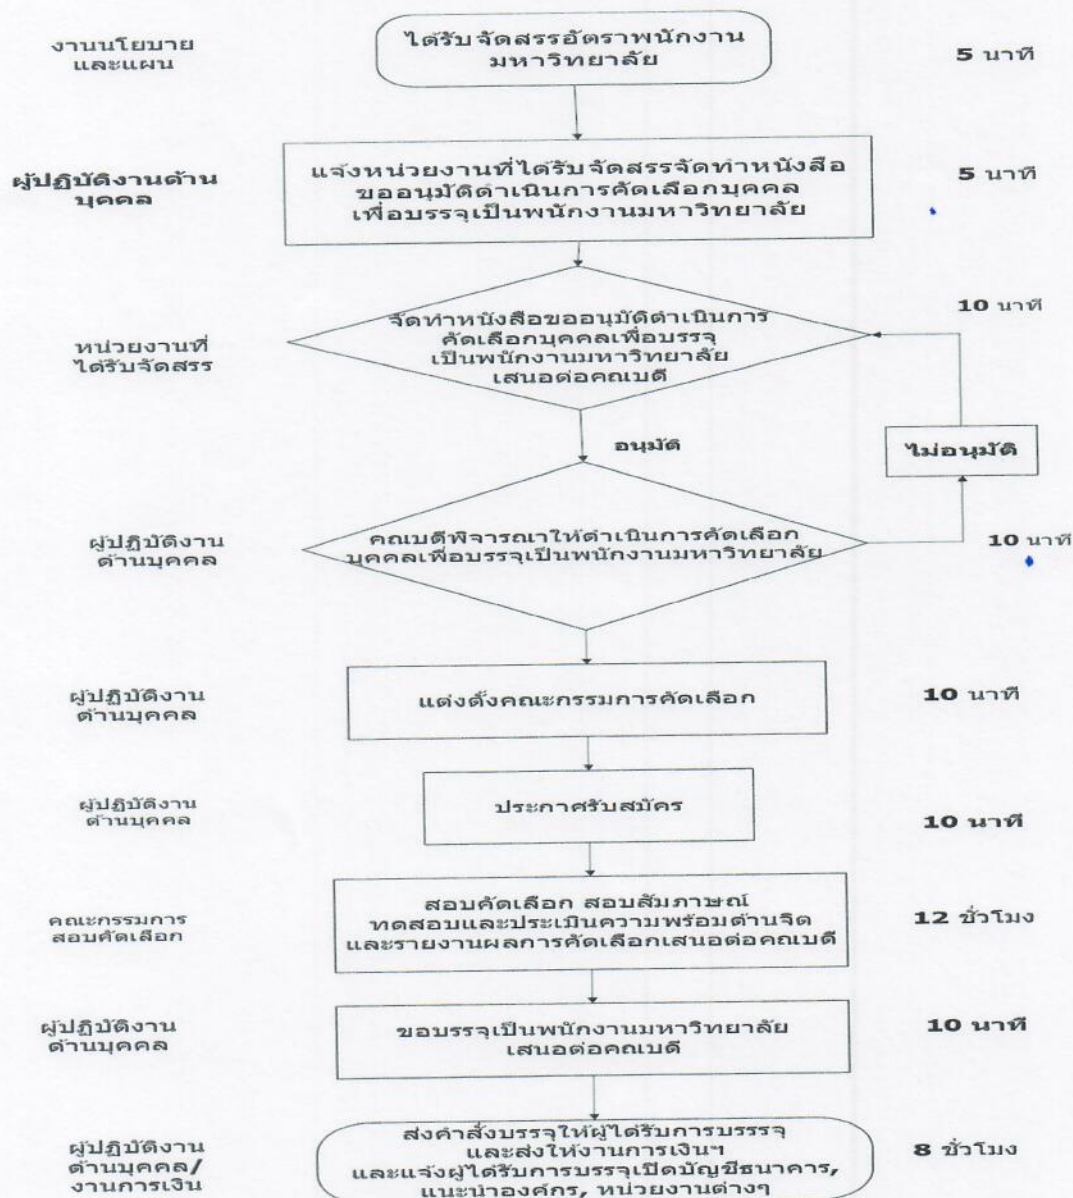 งานนโยบาย
และแผน
ได้รับจัดสรรอัตราพนักงาน
มหาวิทยาลัย
5 นาที
ผู้ปฏิบัติงานด้าน
บุคคล
แจ้งหน่วยงานที่ได้รับจัดสรรจัดทำหนังสือ
ขออนุมัติดำเนินการคัดเลือกบุคคล
เพื่อบรรจุเป็นพนักงานมหาวิทยาลัย
5 นาที
หน่วยงานที่
ได้รับจัดสรร
จัดทำหนังสือขออนุมัติดำเนินการ
คัดเลือกบุคคลเพื่อบรรจุ
เป็นพนักงานมหาวิทยาลัย
เสนอต่อคณบดี
10 นาที
อนุมัติ
ไม่อนุมัติ
ผู้ปฏิบัติงาน
ด้านบุคคล
คณบดีพิจารณาให้ดำเนินการคัดเลือก
บุคคลเพื่อบรรจุเป็นพนักงานมหาวิทยาลัย
10 นาที
ผู้ปฏิบัติงาน
ด้านบุคคล
แต่งตั้งคณะกรรมการคัดเลือก
10 นาที
ผู้ปฏิบัติงาน
ด้านบุคคล
ประกาศรับสมัคร
10 นาที
คณะกรรมการ
สอบคัดเลือก
สอบคัดเลือก สอบสัมภาษณ์
ทดสอบและประเมินความพร้อมด้านจิต
และรายงานผลการคัดเลือกเสนอต่อคณบดี
12 ชั่วโมง
ผู้ปฏิบัติงาน
ด้านบุคคล
ขอบรรจุเป็นพนักงานมหาวิทยาลัย
เสนอต่อคณบดี
10 นาที
ผู้ปฏิบัติงาน
ด้านบุคคล/
งานการเงิน
ส่งคำสั่งบรรจุให้ผู้ได้รับการบรรรจุ
และส่งให้งานการเงินฯ
และแจ้งผู้ได้รับการบรรจุเปิดบัญชีธนาคาร,
แนะนำองค์กร, หน่วยงานต่างๆ
8 ชั่วโมง